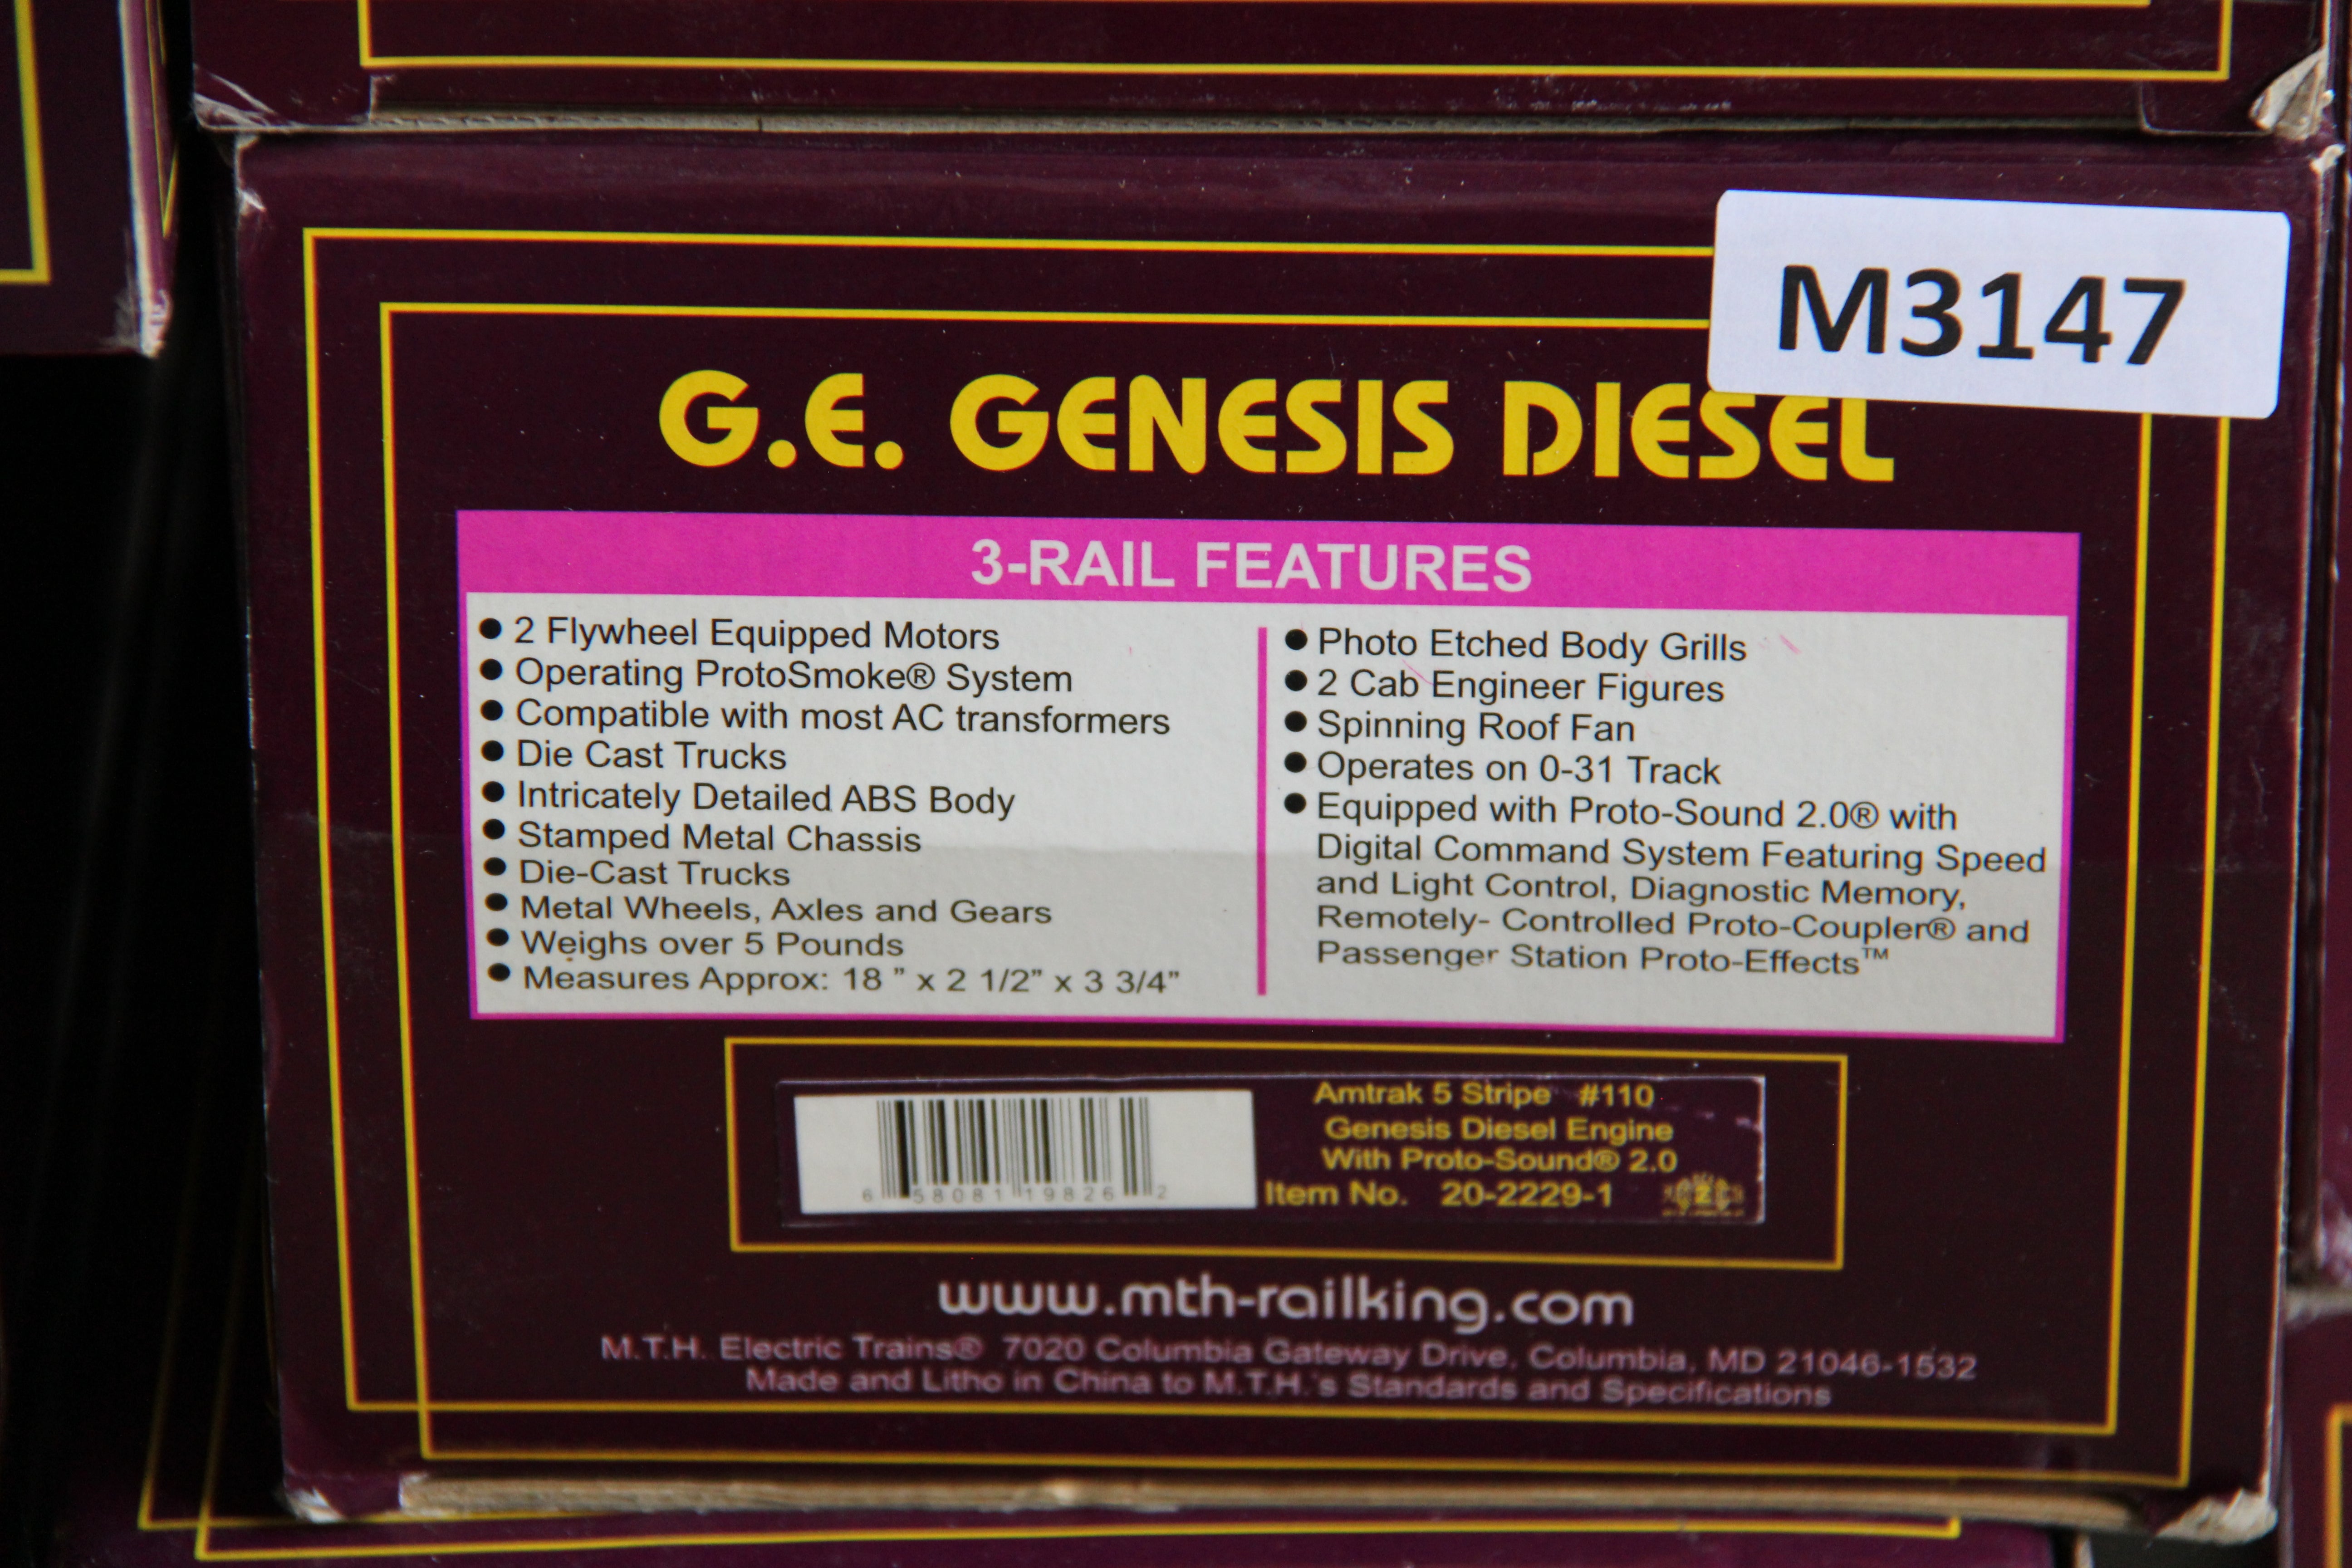 M3147
G.E. GENESIS DIESEL
3-RAIL FEATURES
● 2 Flywheel Equipped Motors
● Operating ProtoSmoke® System
● Compatible with most AC transformers
● Die Cast Trucks
● Intricately Detailed ABS Body
● Stamped Metal Chassis
● Die-Cast Trucks
● Metal Wheels, Axles and Gears
● Weighs over 5 Pounds
● Measures Approx: 18 ” x 2 1/2” x 3 3/4”
● Photo Etched Body Grills
● 2 Cab Engineer Figures
● Spinning Roof Fan
● Operates on 0-31 Track
● Equipped with Proto-Sound 2.0® with
Digital Command System Featuring Speed
and Light Control, Diagnostic Memory,
Remotely- Controlled Proto-Coupler® and
Passenger Station Proto-Effects™
6 58081 19826 2
Amtrak 5 Stripe #110
Genesis Diesel Engine
With Proto-Sound® 2.0
Item No. 20-2229-1
www.mth-railking.com
M.T.H. Electric Trains® 7020 Columbia Gateway Drive, Columbia, MD 21046-1532
Made and Litho in China to M.T.H.'s Standards and Specifications